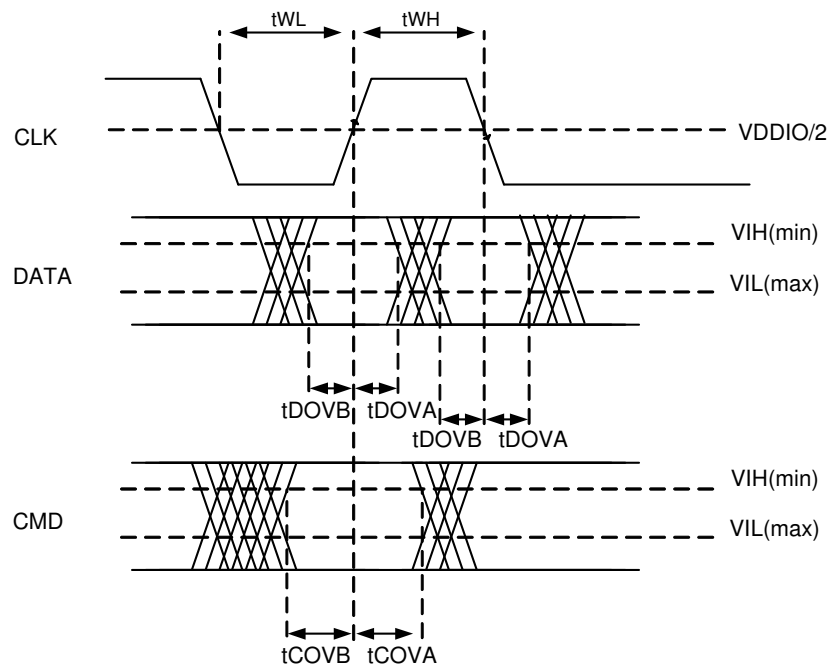 tWL tWH
CLK VDDIO/2
VIH(min)
DATA VIL(max)
tDOVB tDOVA
tDOVB tDOVA
VIH(min)
CMD VIL(max)
tCOVB tCOVA